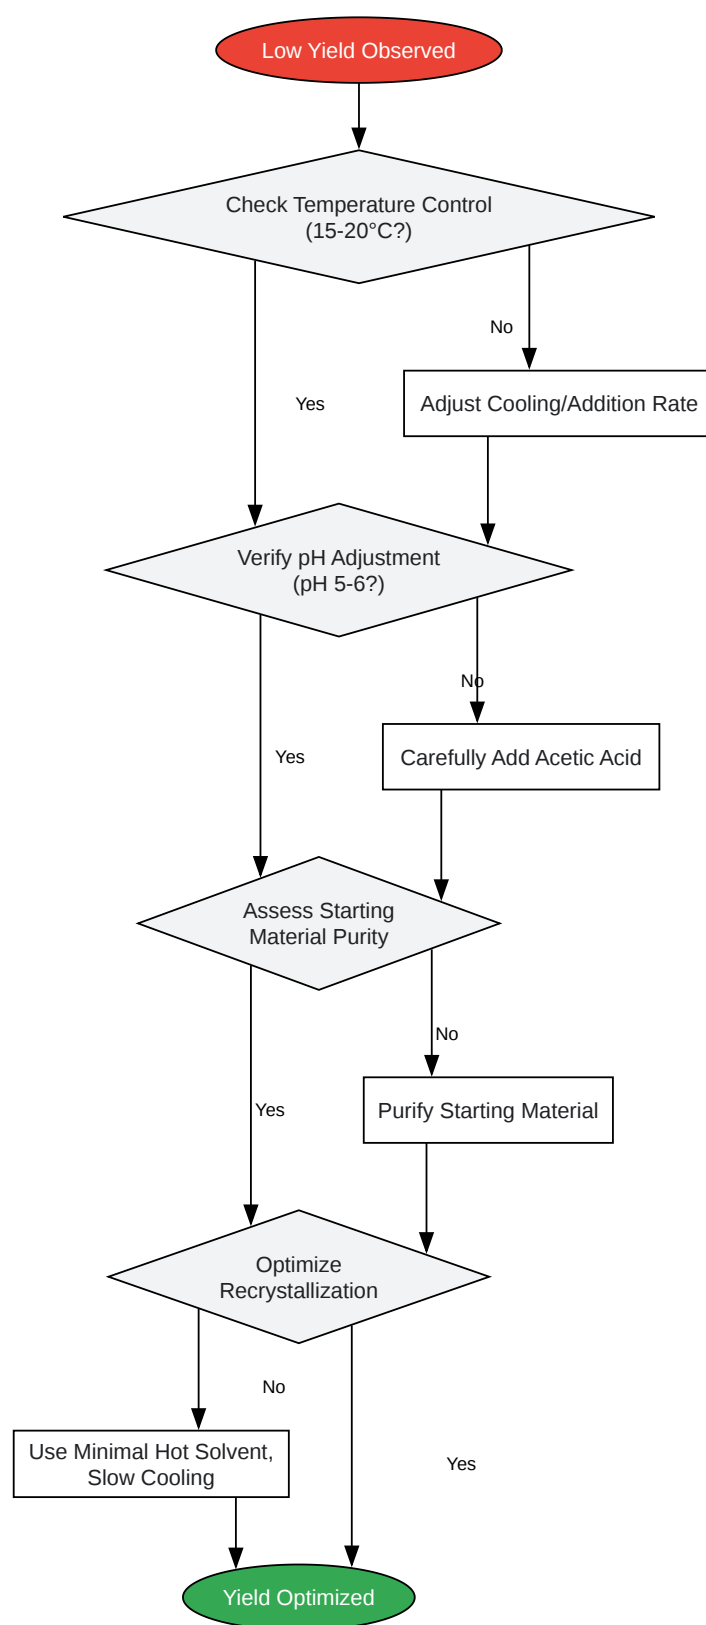 Low Yield Observed
Check Temperature Control
(15-20°C?)
No
Yes
Adjust Cooling/Addition Rate
Verify pH Adjustment
(pH 5-6?)
No
Yes
Carefully Add Acetic Acid
Assess Starting
Material Purity
No
Yes
Purify Starting Material
Optimize
Recrystallization
No
Use Minimal Hot Solvent,
Slow Cooling
Yes
Yield Optimized